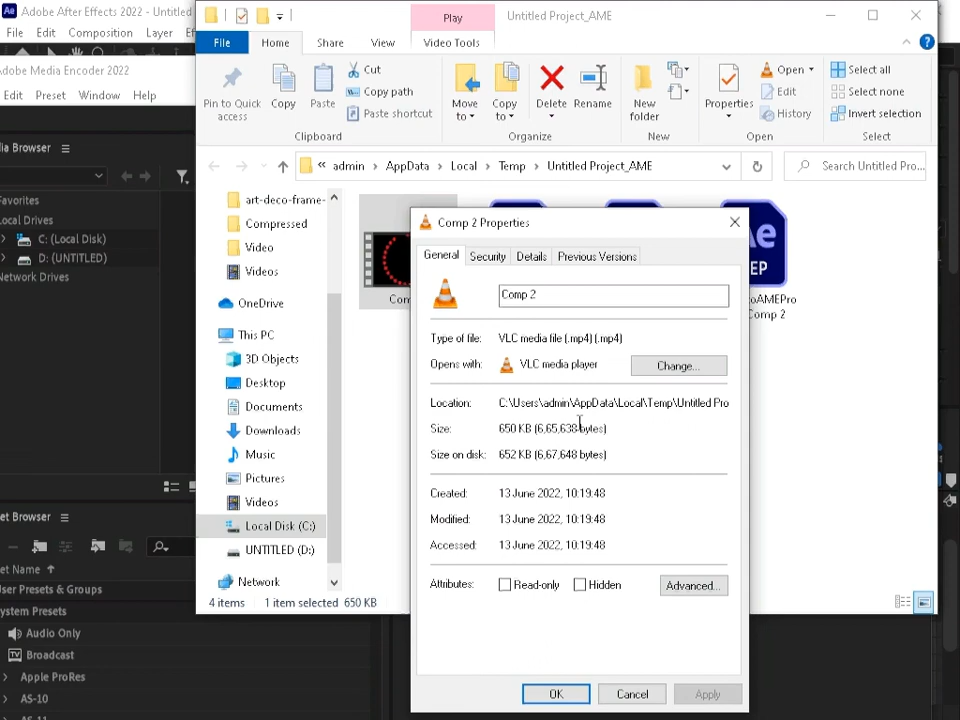 Ae Adobe After Effects 2022 - Untitled
File Edit Composition Layer
Adobe Media Encoder 2022
Edit Preset Window Help
Play
Untitled Project_AME
File Home Share View Video Tools
Pin to Quick access
Copy
Paste
Cut
Copy path
Paste shortcut
Clipboard
Move to
Copy to
Delete
Rename
Organize
New folder
New
Properties
Open
Edit
History
Open
Select all
Select none
Invert selection
Select
« admin › AppData › Local › Temp › Untitled Project_AME
Search Untitled Pro...
dia Browser
avorites
ocal Drives
C: (Local Disk)
D: (UNTITLED)
Network Drives
art-deco-frame-
Compressed
Video
Videos
OneDrive
This PC
3D Objects
Desktop
Documents
Downloads
Music
Pictures
Videos
Local Disk (C:)
UNTITLED (D:)
Network
4 items 1 item selected 650 KB
Com
Ae
EP
oAMEPro
Comp 2
Comp 2 Properties
General Security Details Previous Versions
Comp 2
Type of file: VLC media file (.mp4) (.mp4)
Opens with: VLC media player Change...
Location: C:\Users\admin\AppData\Local\Temp\Untitled Pro
Size: 650 KB (6,65,638 bytes)
Size on disk: 652 KB (6,67,648 bytes)
Created: 13 June 2022, 10:19:48
Modified: 13 June 2022, 10:19:48
Accessed: 13 June 2022, 10:19:48
Attributes: Read-only Hidden Advanced...
OK Cancel Apply
et Browser
et Name
User Presets & Groups
ystem Presets
Audio Only
Broadcast
Apple ProRes
AS-10
AS-11